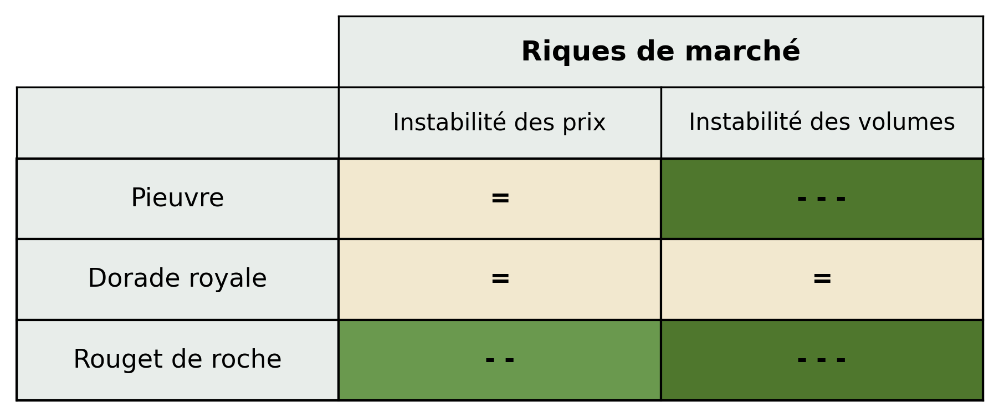 Riques de marché
Instabilité des prix Instabilité des volumes
Pieuvre = - - -
Dorade royale = =
Rouget de roche - - - - -